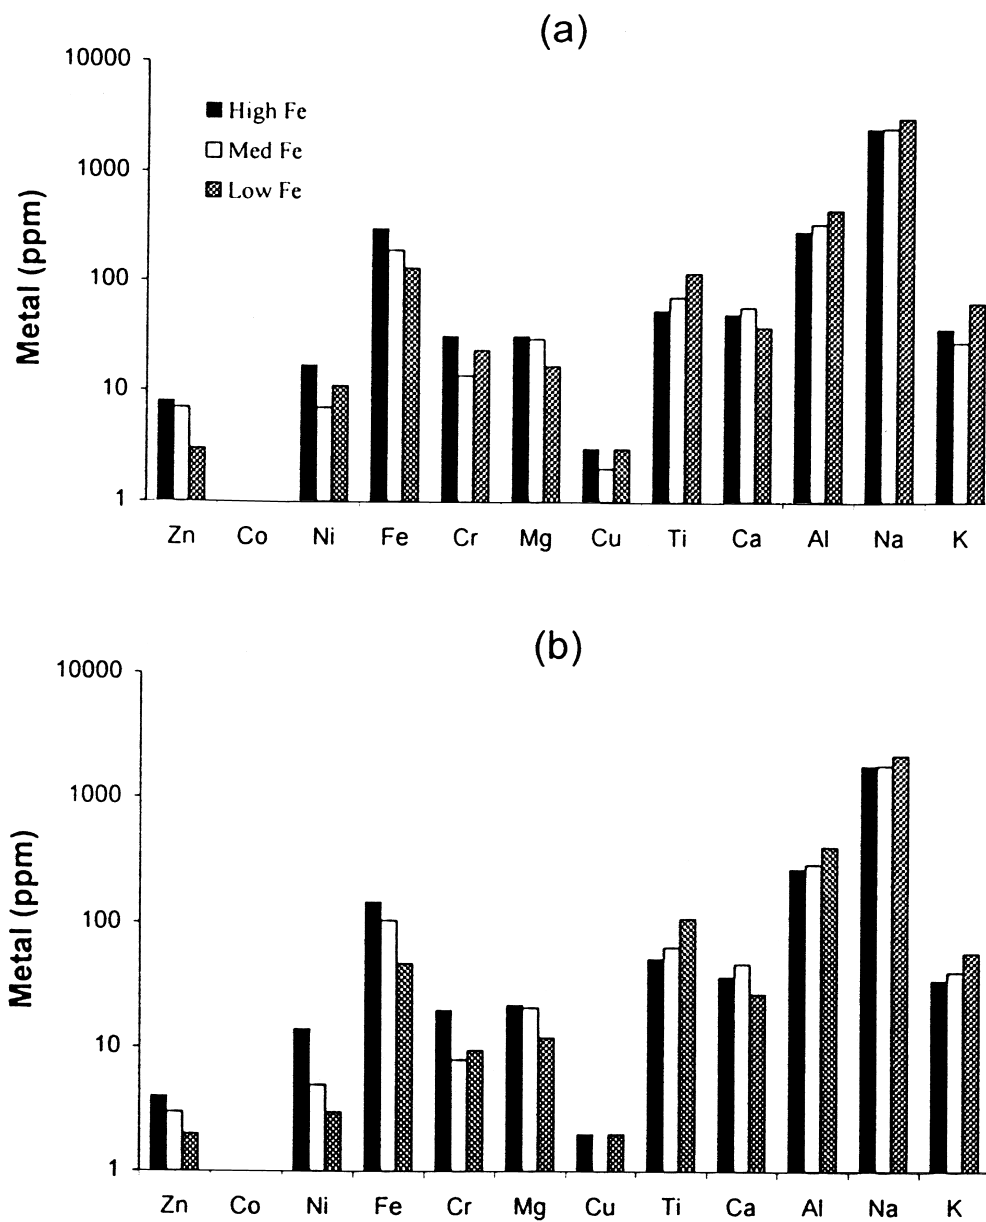 (a)
10000
1000
100
10
1
Metal (ppm)
High Fe
Med Fe
Low Fe
Zn Co Ni Fe Cr Mg Cu Ti Ca Al Na K
(b)
10000
1000
100
10
1
Metal (ppm)
Zn Co Ni Fe Cr Mg Cu Ti Ca Al Na K